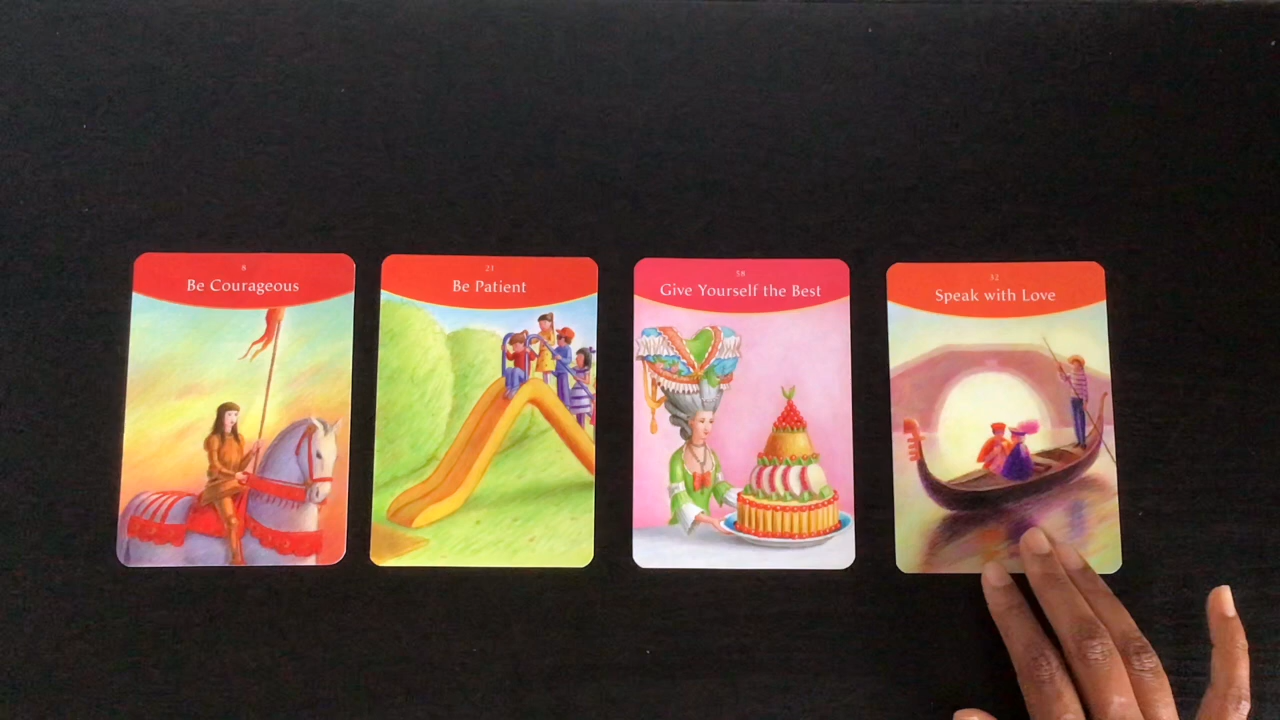 8
Be Courageous
21
Be Patient
58
Give Yourself the Best
32
Speak with Love